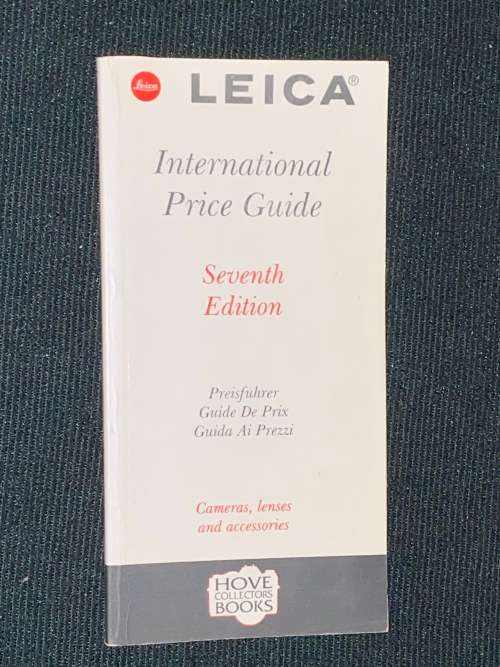 Leica
LEICA®
International
Price Guide
Seventh
Edition
Preisfuhrer
Guide De Prix
Guida Ai Prezzi
Cameras, lenses
and accessories
HOVE
COLLECTORS
BOOKS